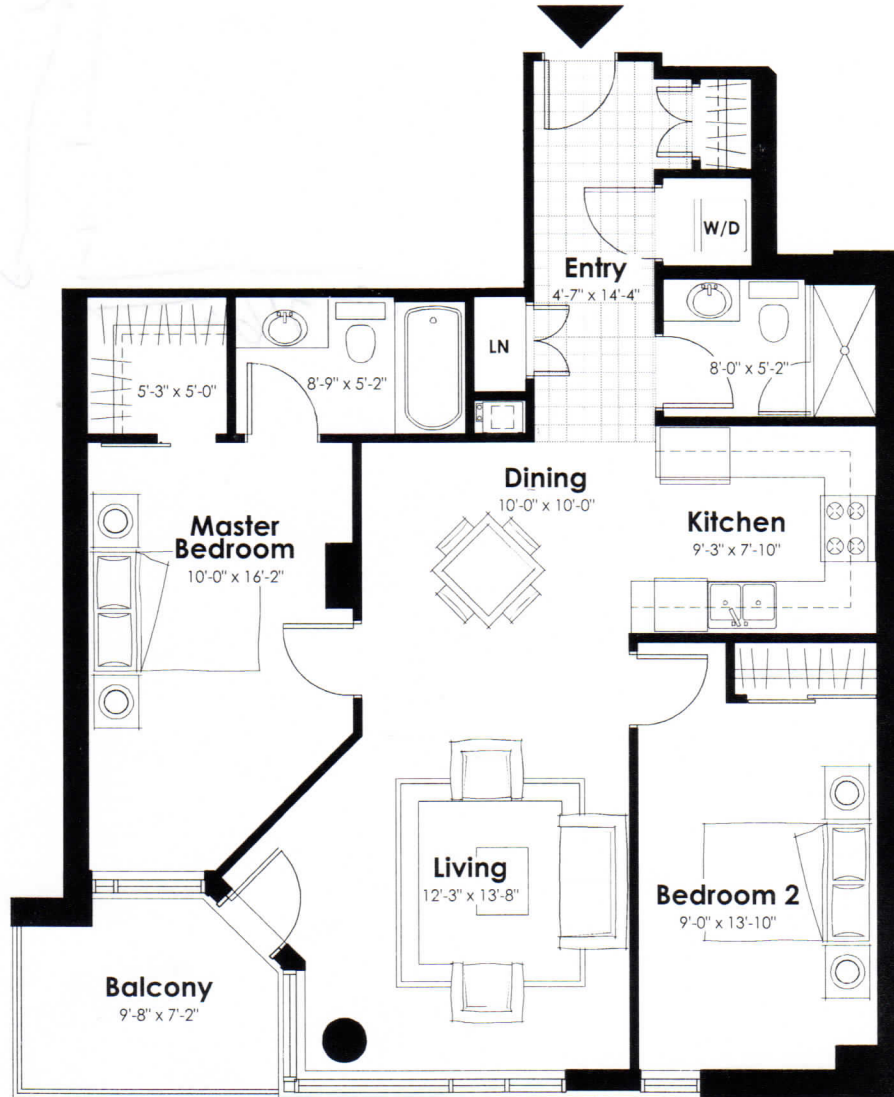 W/D
Entry
4'-7" x 14'-4"
LN
5'-3" x 5'-0"
8'-9" x 5'-2"
8'-0" x 5'-2"
Dining
10'-0" x 10'-0"
Kitchen
9'-3" x 7'-10"
Master
Bedroom
10'-0" x 16'-2"
Living
12'-3" x 13'-8"
Bedroom 2
9'-0" x 13'-10"
Balcony
9'-8" x 7'-2"